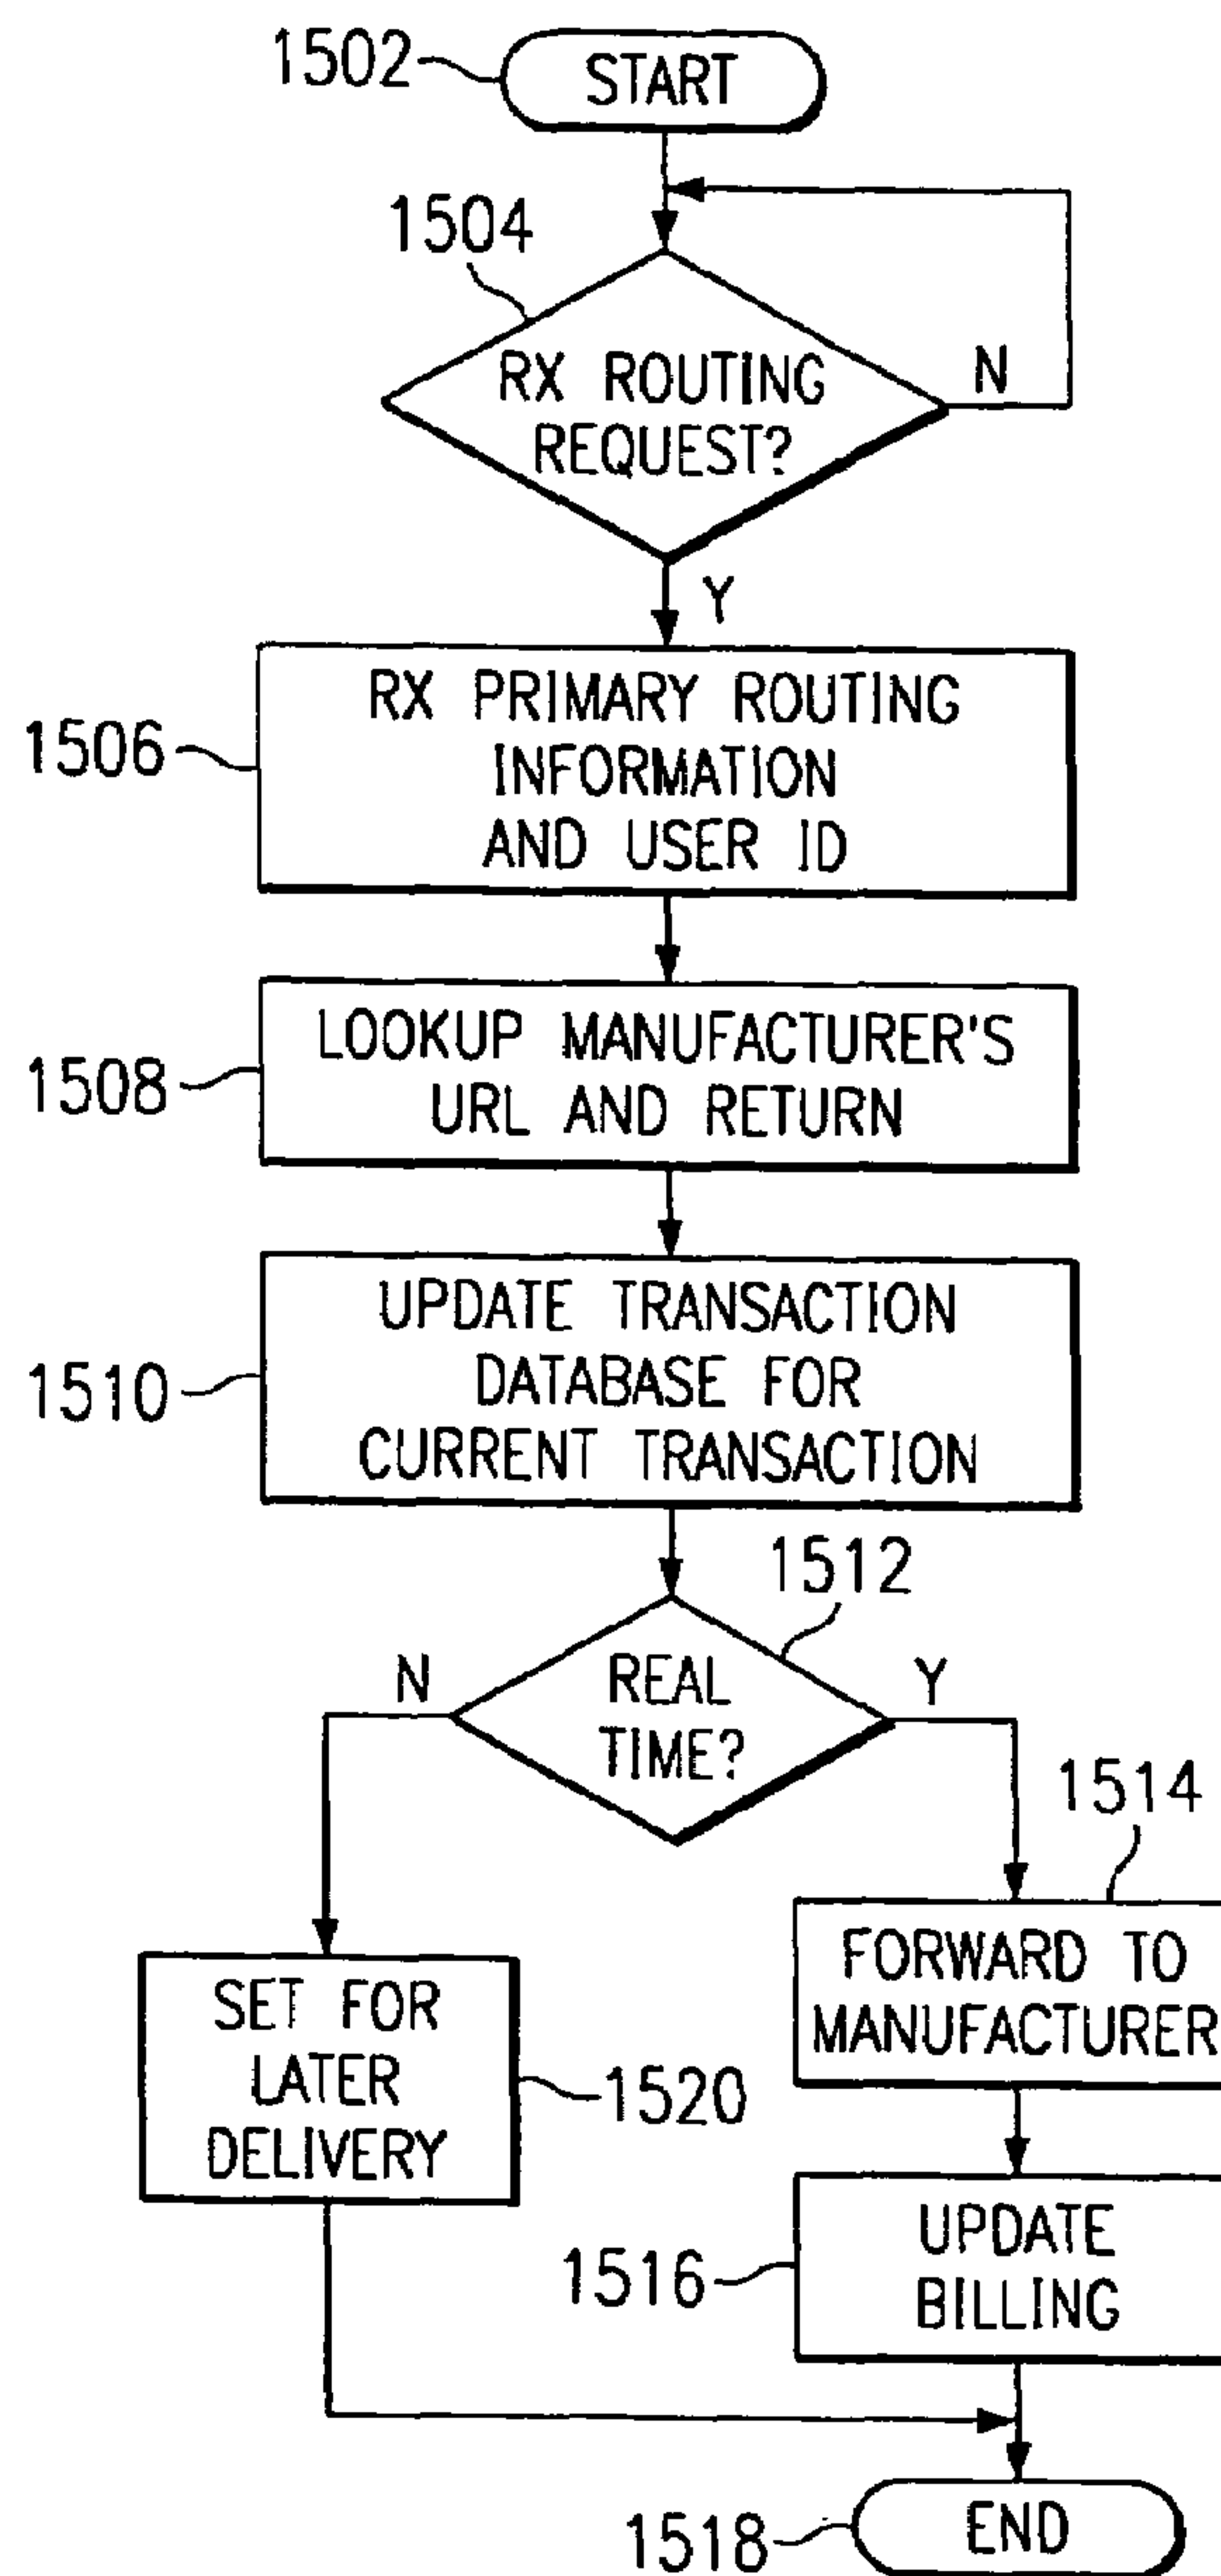 1502
START
1504
RX ROUTING
REQUEST?
N
Y
1506
RX PRIMARY ROUTING
INFORMATION
AND USER ID
1508
LOOKUP MANUFACTURER'S
URL AND RETURN
1510
UPDATE TRANSACTION
DATABASE FOR
CURRENT TRANSACTION
1512
N
REAL
TIME?
Y
1514
FORWARD TO
MANUFACTURER
SET FOR
LATER
DELIVERY
1520
1516
UPDATE
BILLING
1518
END